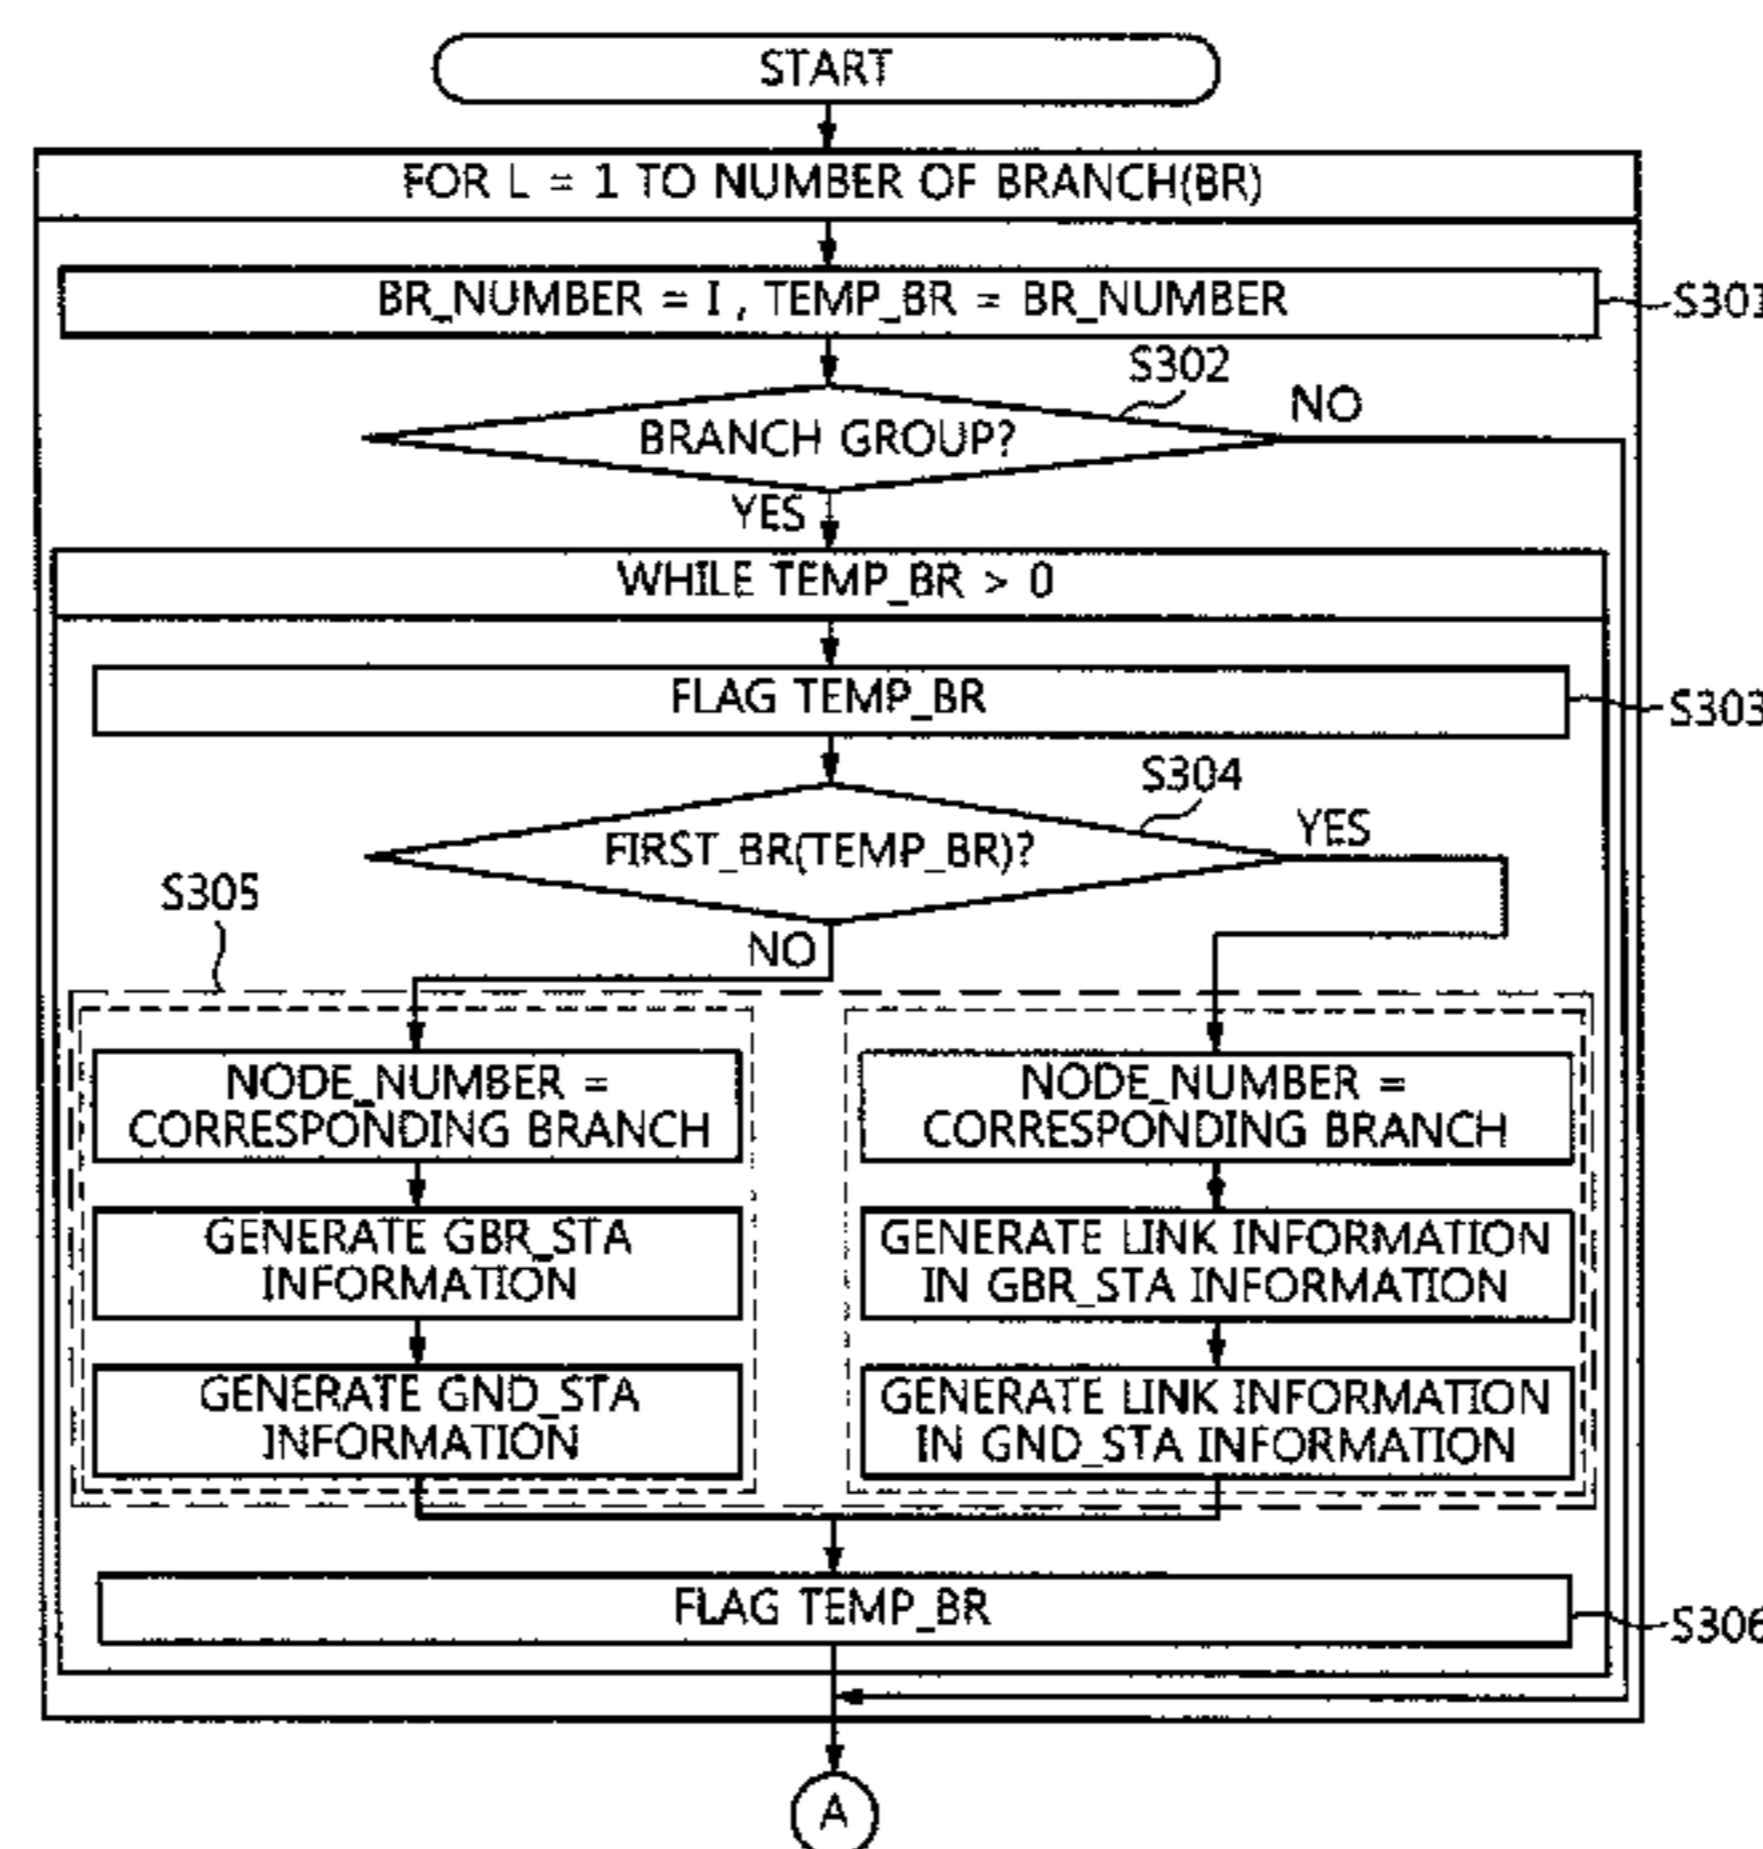 START
FOR L = 1 TO NUMBER OF BRANCH(BR)
BR_NUMBER = I , TEMP_BR = BR_NUMBER
S301
S302
BRANCH GROUP?
NO
YES
WHILE TEMP_BR > 0
FLAG TEMP_BR
S303
S304
FIRST_BR(TEMP_BR)?
YES
NO
S305
NODE_NUMBER =
CORRESPONDING BRANCH
GENERATE GBR_STA
INFORMATION
GENERATE GND_STA
INFORMATION
NODE_NUMBER =
CORRESPONDING BRANCH
GENERATE LINK INFORMATION
IN GBR_STA INFORMATION
GENERATE LINK INFORMATION
IN GND_STA INFORMATION
FLAG TEMP_BR
S306
A